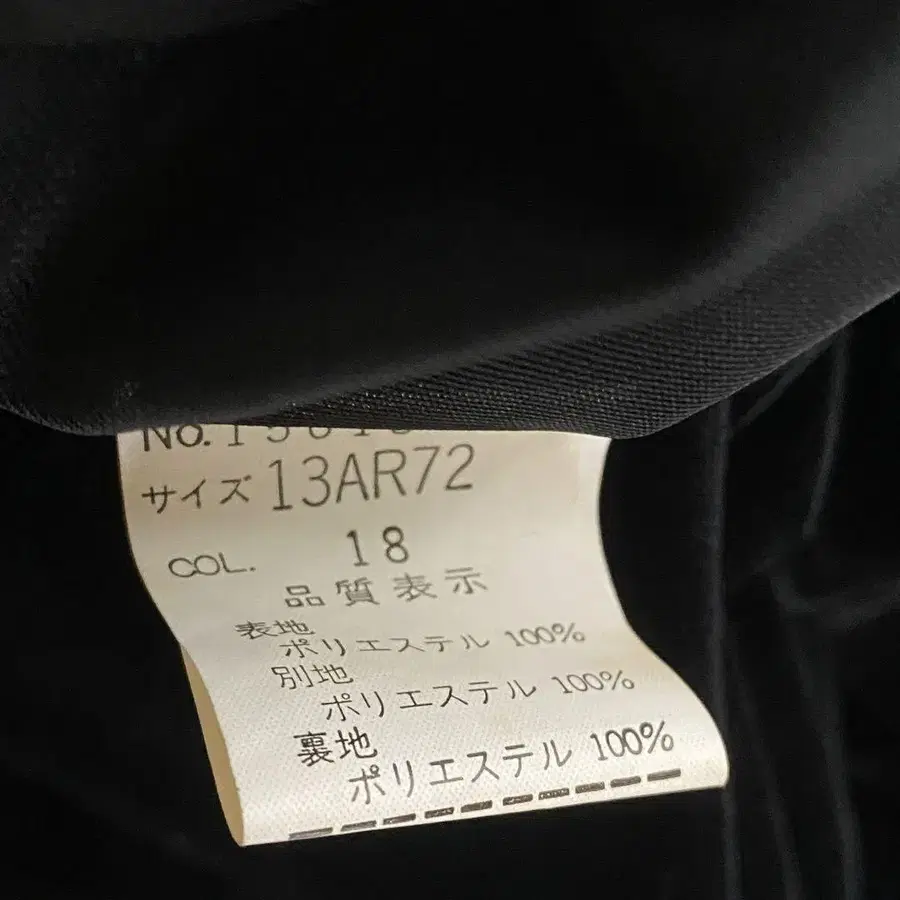 No.
サイズ 13AR72
COL. 18
品質表示
表地
ポリエステル 100%
別地
ポリエステル 100%
裏地
ポリエステル 100%